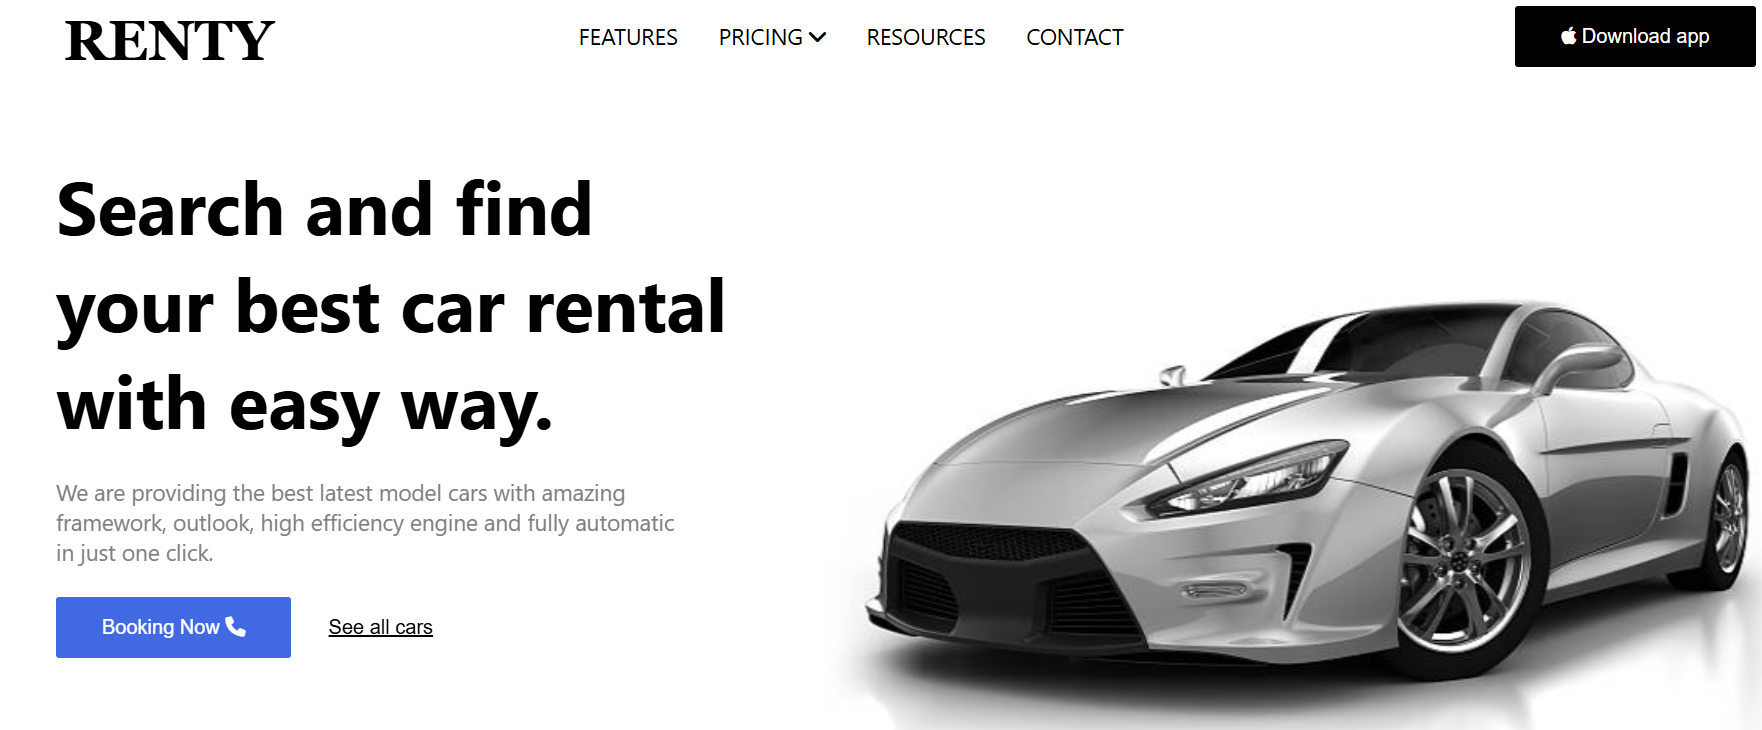 RENTY
FEATURES
PRICING
RESOURCES
CONTACT
Download app
Search and find
your best car rental
with easy way.
We are providing the best latest model cars with amazing
framework, outlook, high efficiency engine and fully automatic
in just one click.
Booking Now
See all cars